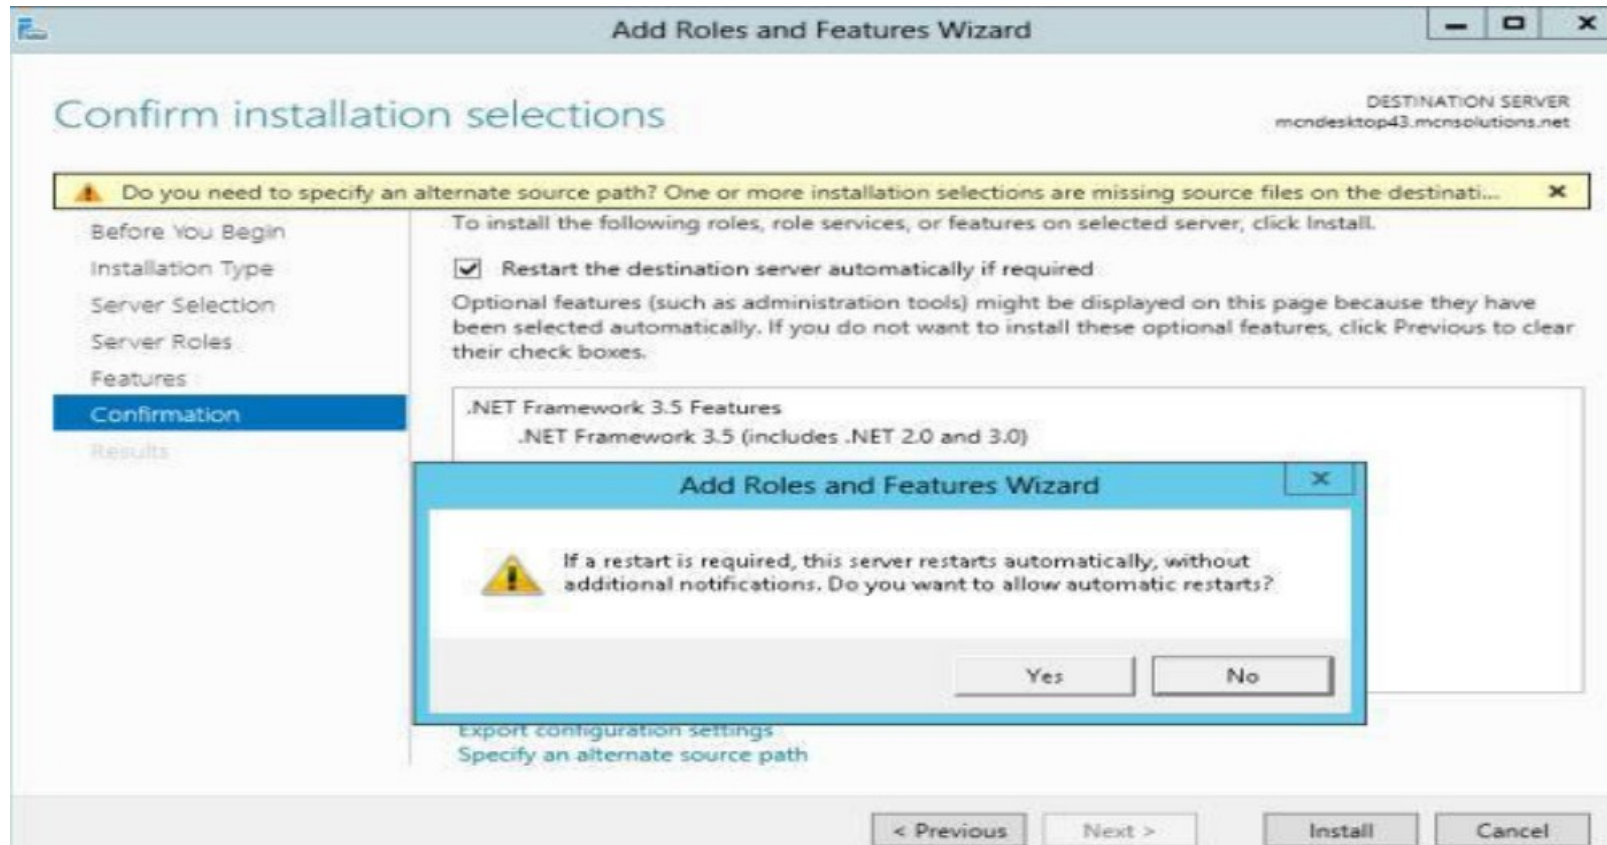 Add Roles and Features Wizard
Confirm installation selections
DESTINATION SERVER
mcndesktop43.mcnsolutions.net
Do you need to specify an alternate source path? One or more installation selections are missing source files on the destinati...
Before You Begin
Installation Type
Server Selection
Server Roles
Features
Confirmation
Results
To install the following roles, role services, or features on selected server, click Install.
Restart the destination server automatically if required
Optional features (such as administration tools) might be displayed on this page because they have
been selected automatically. If you do not want to install these optional features, click Previous to clear
their check boxes.
.NET Framework 3.5 Features
.NET Framework 3.5 (includes .NET 2.0 and 3.0)
Add Roles and Features Wizard
If a restart is required, this server restarts automatically, without
additional notifications. Do you want to allow automatic restarts?
Yes No
Export configuration settings
Specify an alternate source path
< Previous Next > Install Cancel